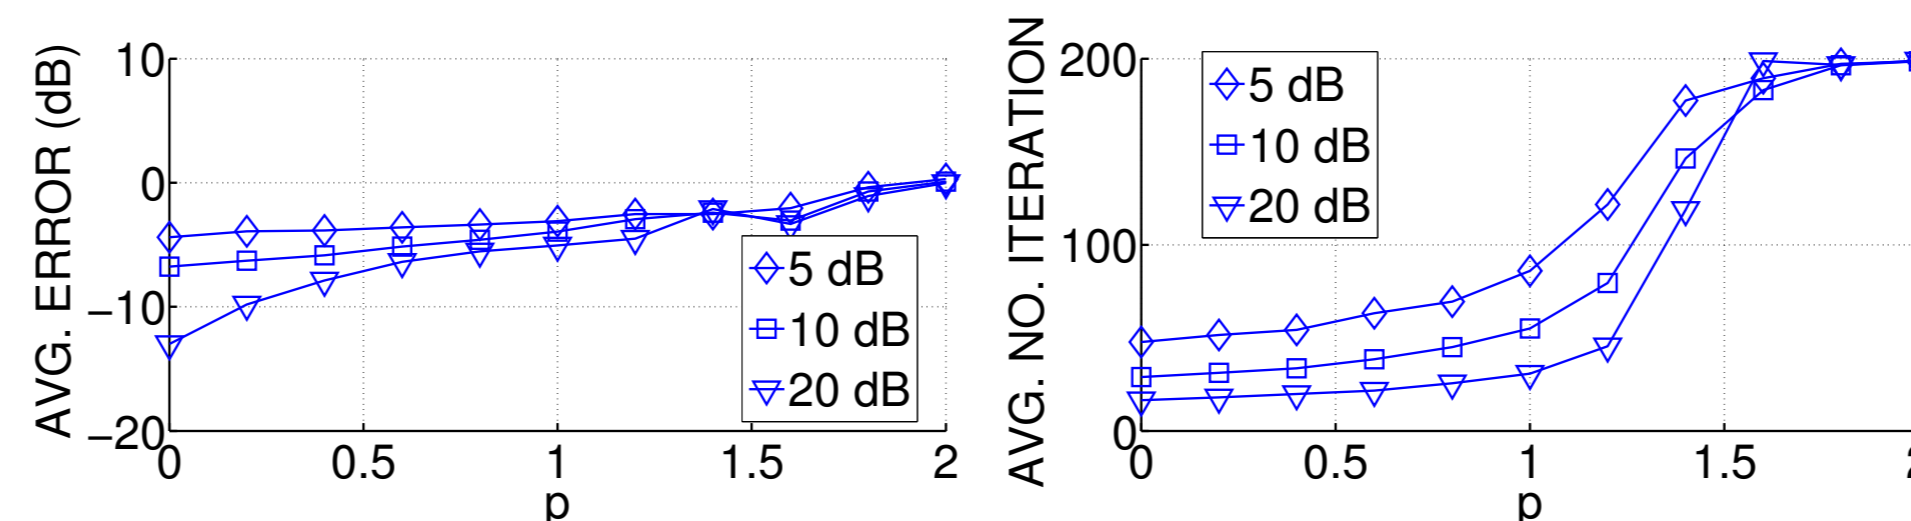 AVG. ERROR (dB)
10
0
−10
−20
0 0.5 1 1.5 2
p
5 dB
10 dB
20 dB
AVG. NO. ITERATION
200
100
0
0 0.5 1 1.5
p
5 dB
10 dB
20 dB